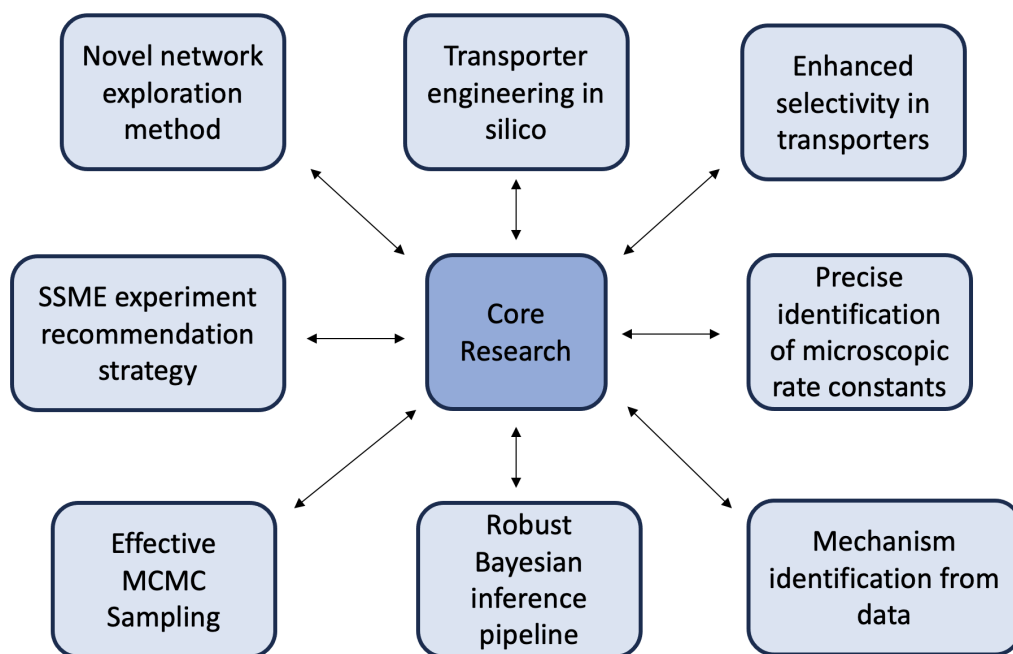 Novel network
exploration
method
Transporter
engineering in
silico
Enhanced
selectivity in
transporters
SSME experiment
recommendation
strategy
Core
Research
Precise
identification
of microscopic
rate constants
Effective
MCMC
Sampling
Robust
Bayesian
inference
pipeline
Mechanism
identification from
data